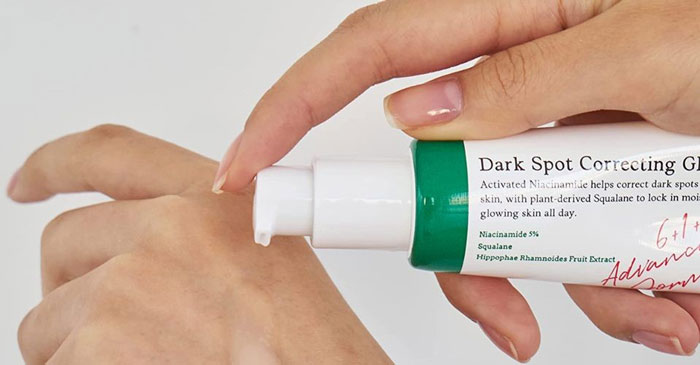 Dark Spot Correcting Gl
Activated Niacinamide helps correct dark spots
skin, with plant-derived Squalane to lock in moi
glowing skin all day.
Niacinamide 5%
Squalane
Hippophae Rhamnoides Fruit Extract
6+1+
Advanc
Form